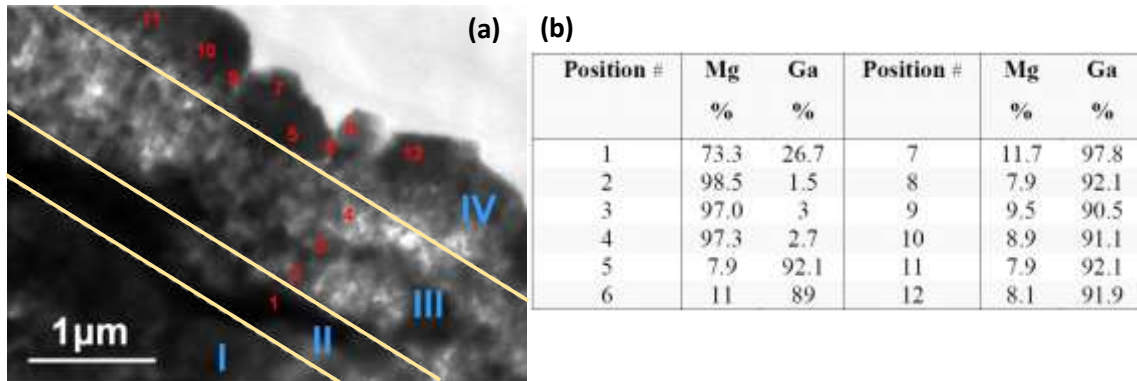 (a)
11
10
9
7
8
5
12
4
3
2
1
IV
III
II
I
1µm
(b)
Position # Mg Ga Position # Mg Ga
% % % %
1 73.3 26.7 7 11.7 97.8
2 98.5 1.5 8 7.9 92.1
3 97.0 3 9 9.5 90.5
4 97.3 2.7 10 8.9 91.1
5 7.9 92.1 11 7.9 92.1
6 11 89 12 8.1 91.9